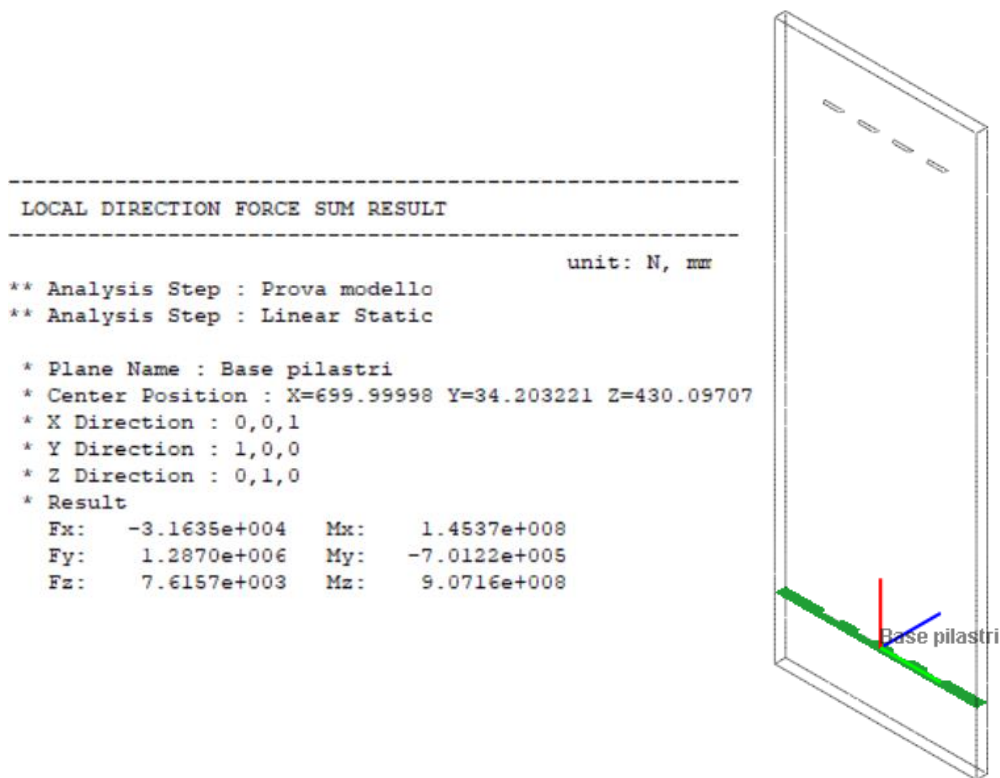 ------------------------------------------------------
LOCAL DIRECTION FORCE SUM RESULT
------------------------------------------------------
unit: N, mm
** Analysis Step : Prova modello
** Analysis Step : Linear Static
* Plane Name : Base pilastri
* Center Position : X=699.99998 Y=34.203221 Z=430.09707
* X Direction : 0,0,1
* Y Direction : 1,0,0
* Z Direction : 0,1,0
* Result
Fx: -3.1635e+004 Mx: 1.4537e+008
Fy: 1.2870e+006 My: -7.0122e+005
Fz: 7.6157e+003 Mz: 9.0716e+008
Base pilastri